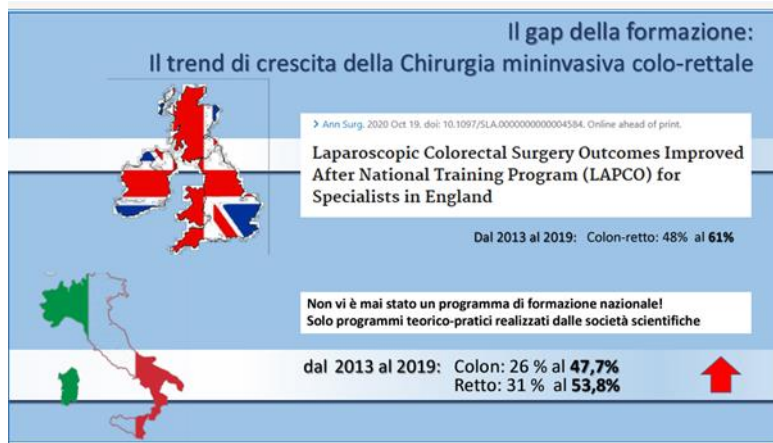 Il gap della formazione:
Il trend di crescita della Chirurgia mininvasiva colo-rettale
> Ann Surg. 2020 Oct 19. doi: 10.1097/SLA.0000000000004584. Online ahead of print.
Laparoscopic Colorectal Surgery Outcomes Improved
After National Training Program (LAPCO) for
Specialists in England
Dal 2013 al 2019: Colon-retto: 48% al 61%
Non vi è mai stato un programma di formazione nazionale!
Solo programmi teorico-pratici realizzati dalle società scientifiche
dal 2013 al 2019: Colon: 26 % al 47,7%
Retto: 31 % al 53,8%